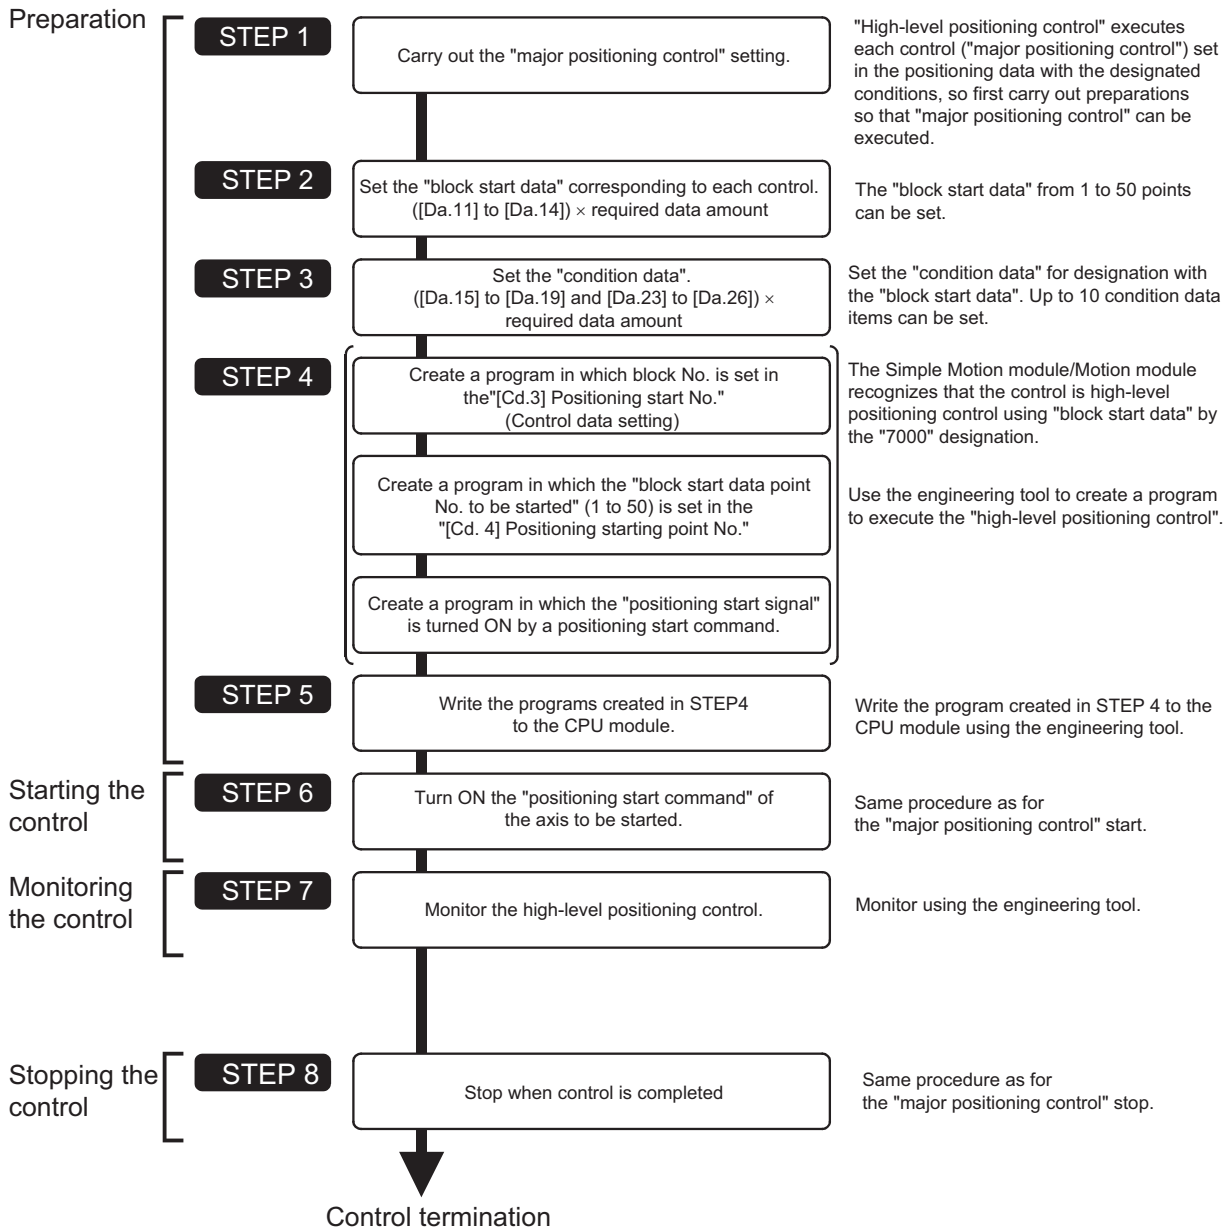 Preparation
STEP 1
Carry out the "major positioning control" setting.
"High-level positioning control" executes
each control ("major positioning control") set
in the positioning data with the designated
conditions, so first carry out preparations
so that "major positioning control" can be
executed.
STEP 2
Set the "block start data" corresponding to each control.
([Da.11] to [Da.14]) × required data amount
The "block start data" from 1 to 50 points
can be set.
STEP 3
Set the "condition data".
([Da.15] to [Da.19] and [Da.23] to [Da.26]) ×
required data amount
Set the "condition data" for designation with
the "block start data". Up to 10 condition data
items can be set.
STEP 4
Create a program in which block No. is set in
the"[Cd.3] Positioning start No."
(Control data setting)
The Simple Motion module/Motion module
recognizes that the control is high-level
positioning control using "block start data" by
the "7000" designation.
Create a program in which the "block start data point
No. to be started" (1 to 50) is set in the
"[Cd. 4] Positioning starting point No."
Use the engineering tool to create a program
to execute the "high-level positioning control".
Create a program in which the "positioning start signal"
is turned ON by a positioning start command.
STEP 5
Write the programs created in STEP4
to the CPU module.
Write the program created in STEP 4 to the
CPU module using the engineering tool.
Starting the
control
STEP 6
Turn ON the "positioning start command" of
the axis to be started.
Same procedure as for
the "major positioning control" start.
Monitoring
the control
STEP 7
Monitor the high-level positioning control.
Monitor using the engineering tool.
Stopping the
control
STEP 8
Stop when control is completed
Same procedure as for
the "major positioning control" stop.
Control termination